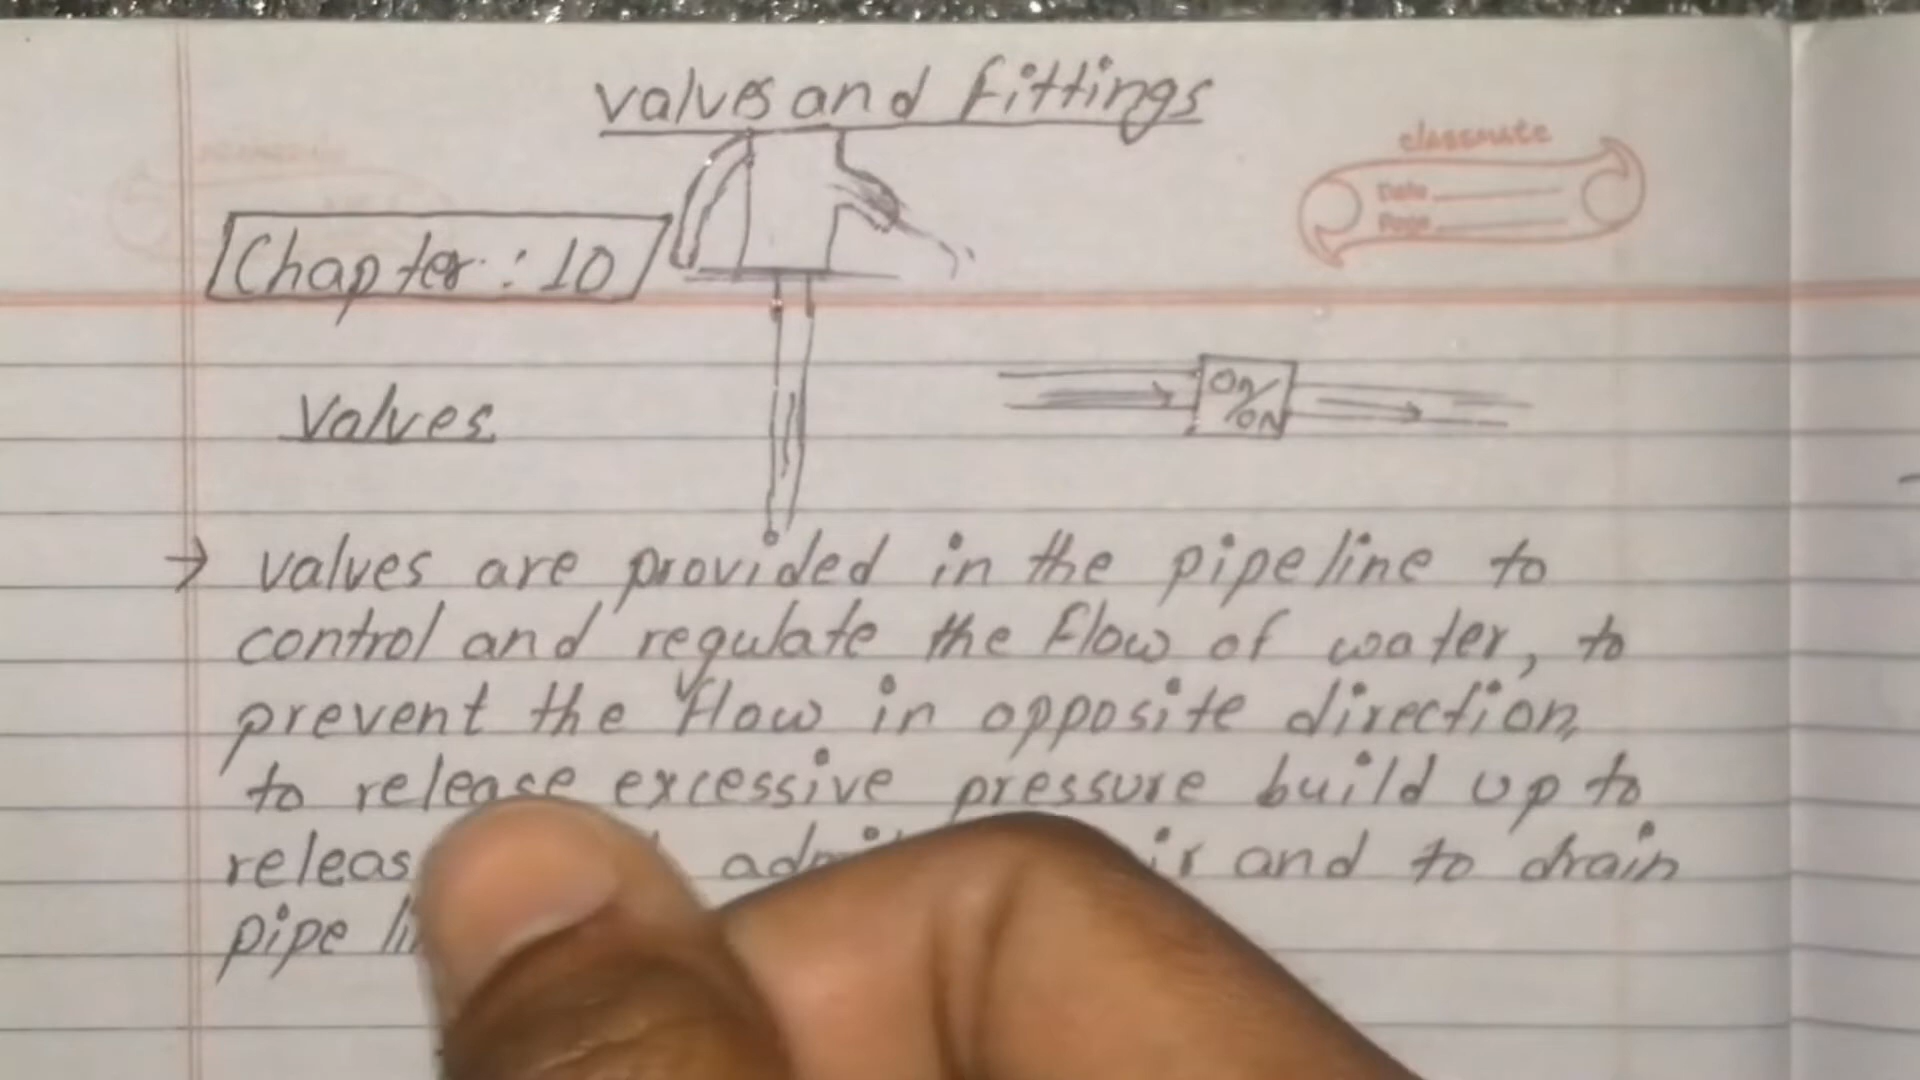 valves and fittings
classmate
Date
Page
Chapter : 10
On/ON
Valves
→ valves are provided in the pipeline to
control and regulate the flow of water, to
prevent the flow in opposite direction,
to release excessive pressure build up to
releas and to drain
pipe